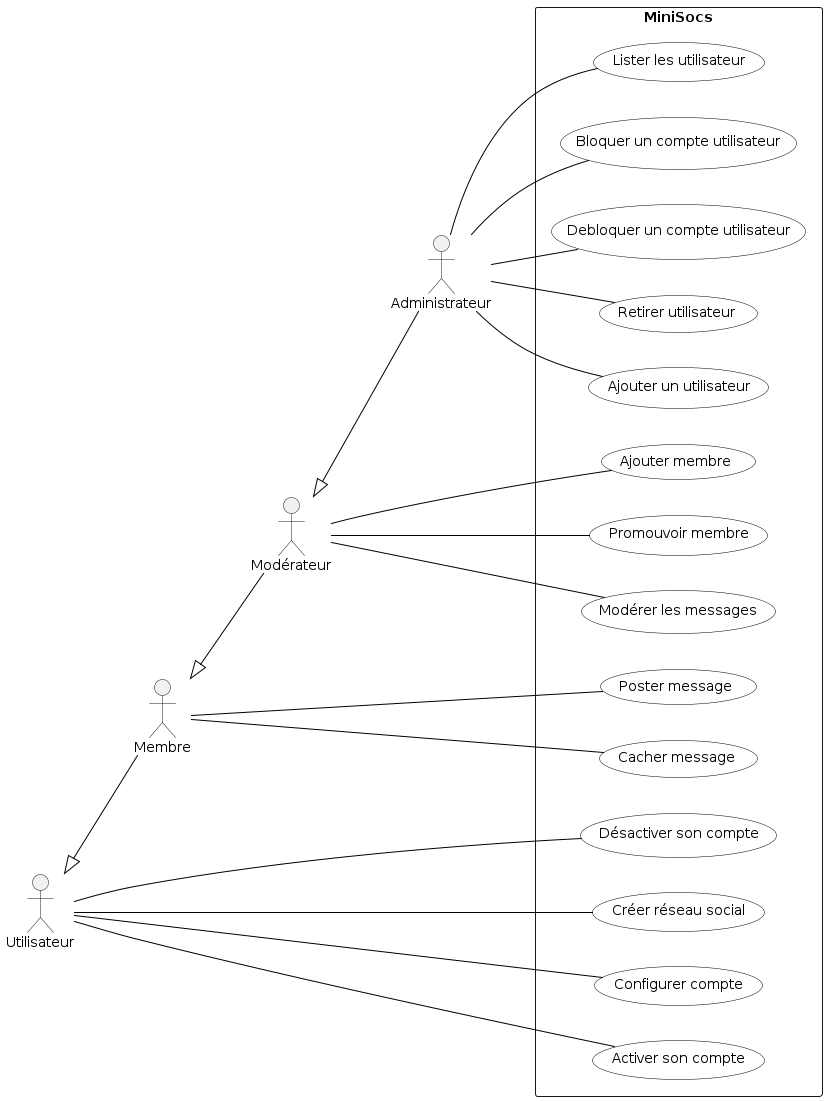 MiniSocs
Lister les utilisateur
Bloquer un compte utilisateur
Debloquer un compte utilisateur
Administrateur
Retirer utilisateur
Ajouter un utilisateur
Ajouter membre
Promouvoir membre
Modérateur
Modérer les messages
Poster message
Membre
Cacher message
Désactiver son compte
Créer réseau social
Utilisateur
Configurer compte
Activer son compte